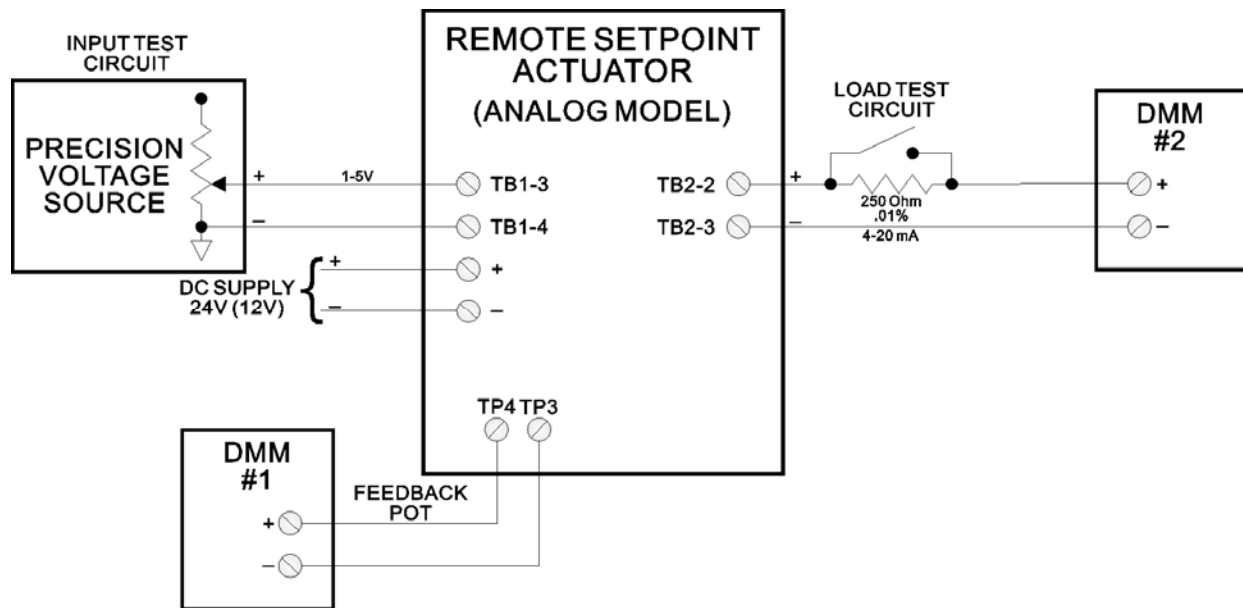 INPUT TEST
CIRCUIT
PRECISION
VOLTAGE
SOURCE
+
–
1-5V
DC SUPPLY
24V (12V)
+
–
REMOTE SETPOINT
ACTUATOR
(ANALOG MODEL)
TB1-3
TB1-4
+
–
TB2-2
TB2-3
TP4 TP3
LOAD TEST
CIRCUIT
+
–
250 Ohm
.01%
4-20 mA
DMM
#2
+
–
DMM
#1
+
–
FEEDBACK
POT